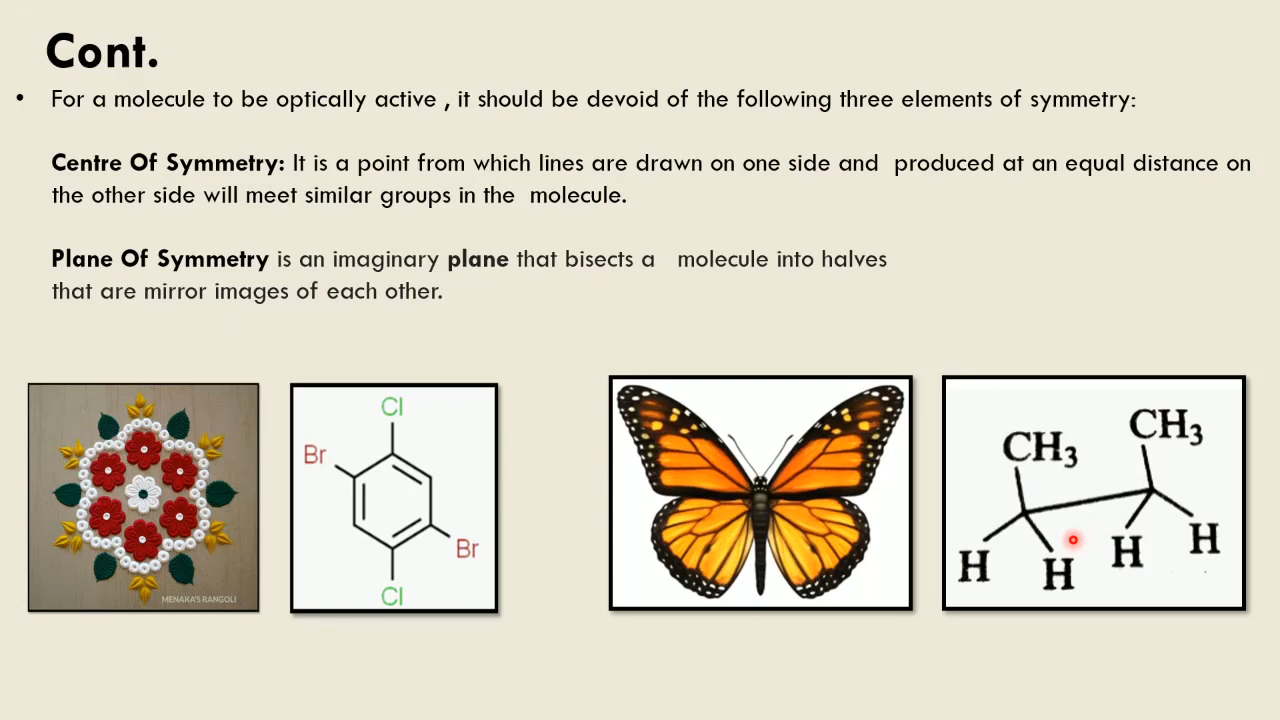 Cont.
• For a molecule to be optically active , it should be devoid of the following three elements of symmetry:
Centre Of Symmetry: It is a point from which lines are drawn on one side and produced at an equal distance on
the other side will meet similar groups in the molecule.
Plane Of Symmetry is an imaginary plane that bisects a molecule into halves
that are mirror images of each other.
MENAKA'S RANGOLI
Cl
Br
Br
Cl
CH3
CH3
H
H
H
H